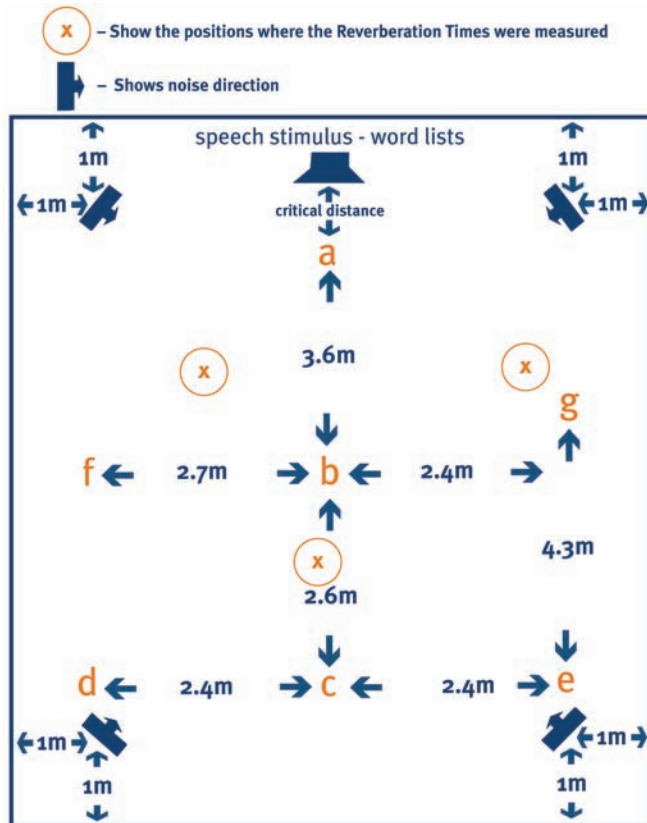 x – Show the positions where the Reverberation Times were measured
– Shows noise direction
speech stimulus - word lists
1m
1m
1m
1m
critical distance
a
3.6m
x
x
g
f
2.7m
b
2.4m
x
4.3m
2.6m
d
2.4m
c
2.4m
e
1m
1m
1m
1m